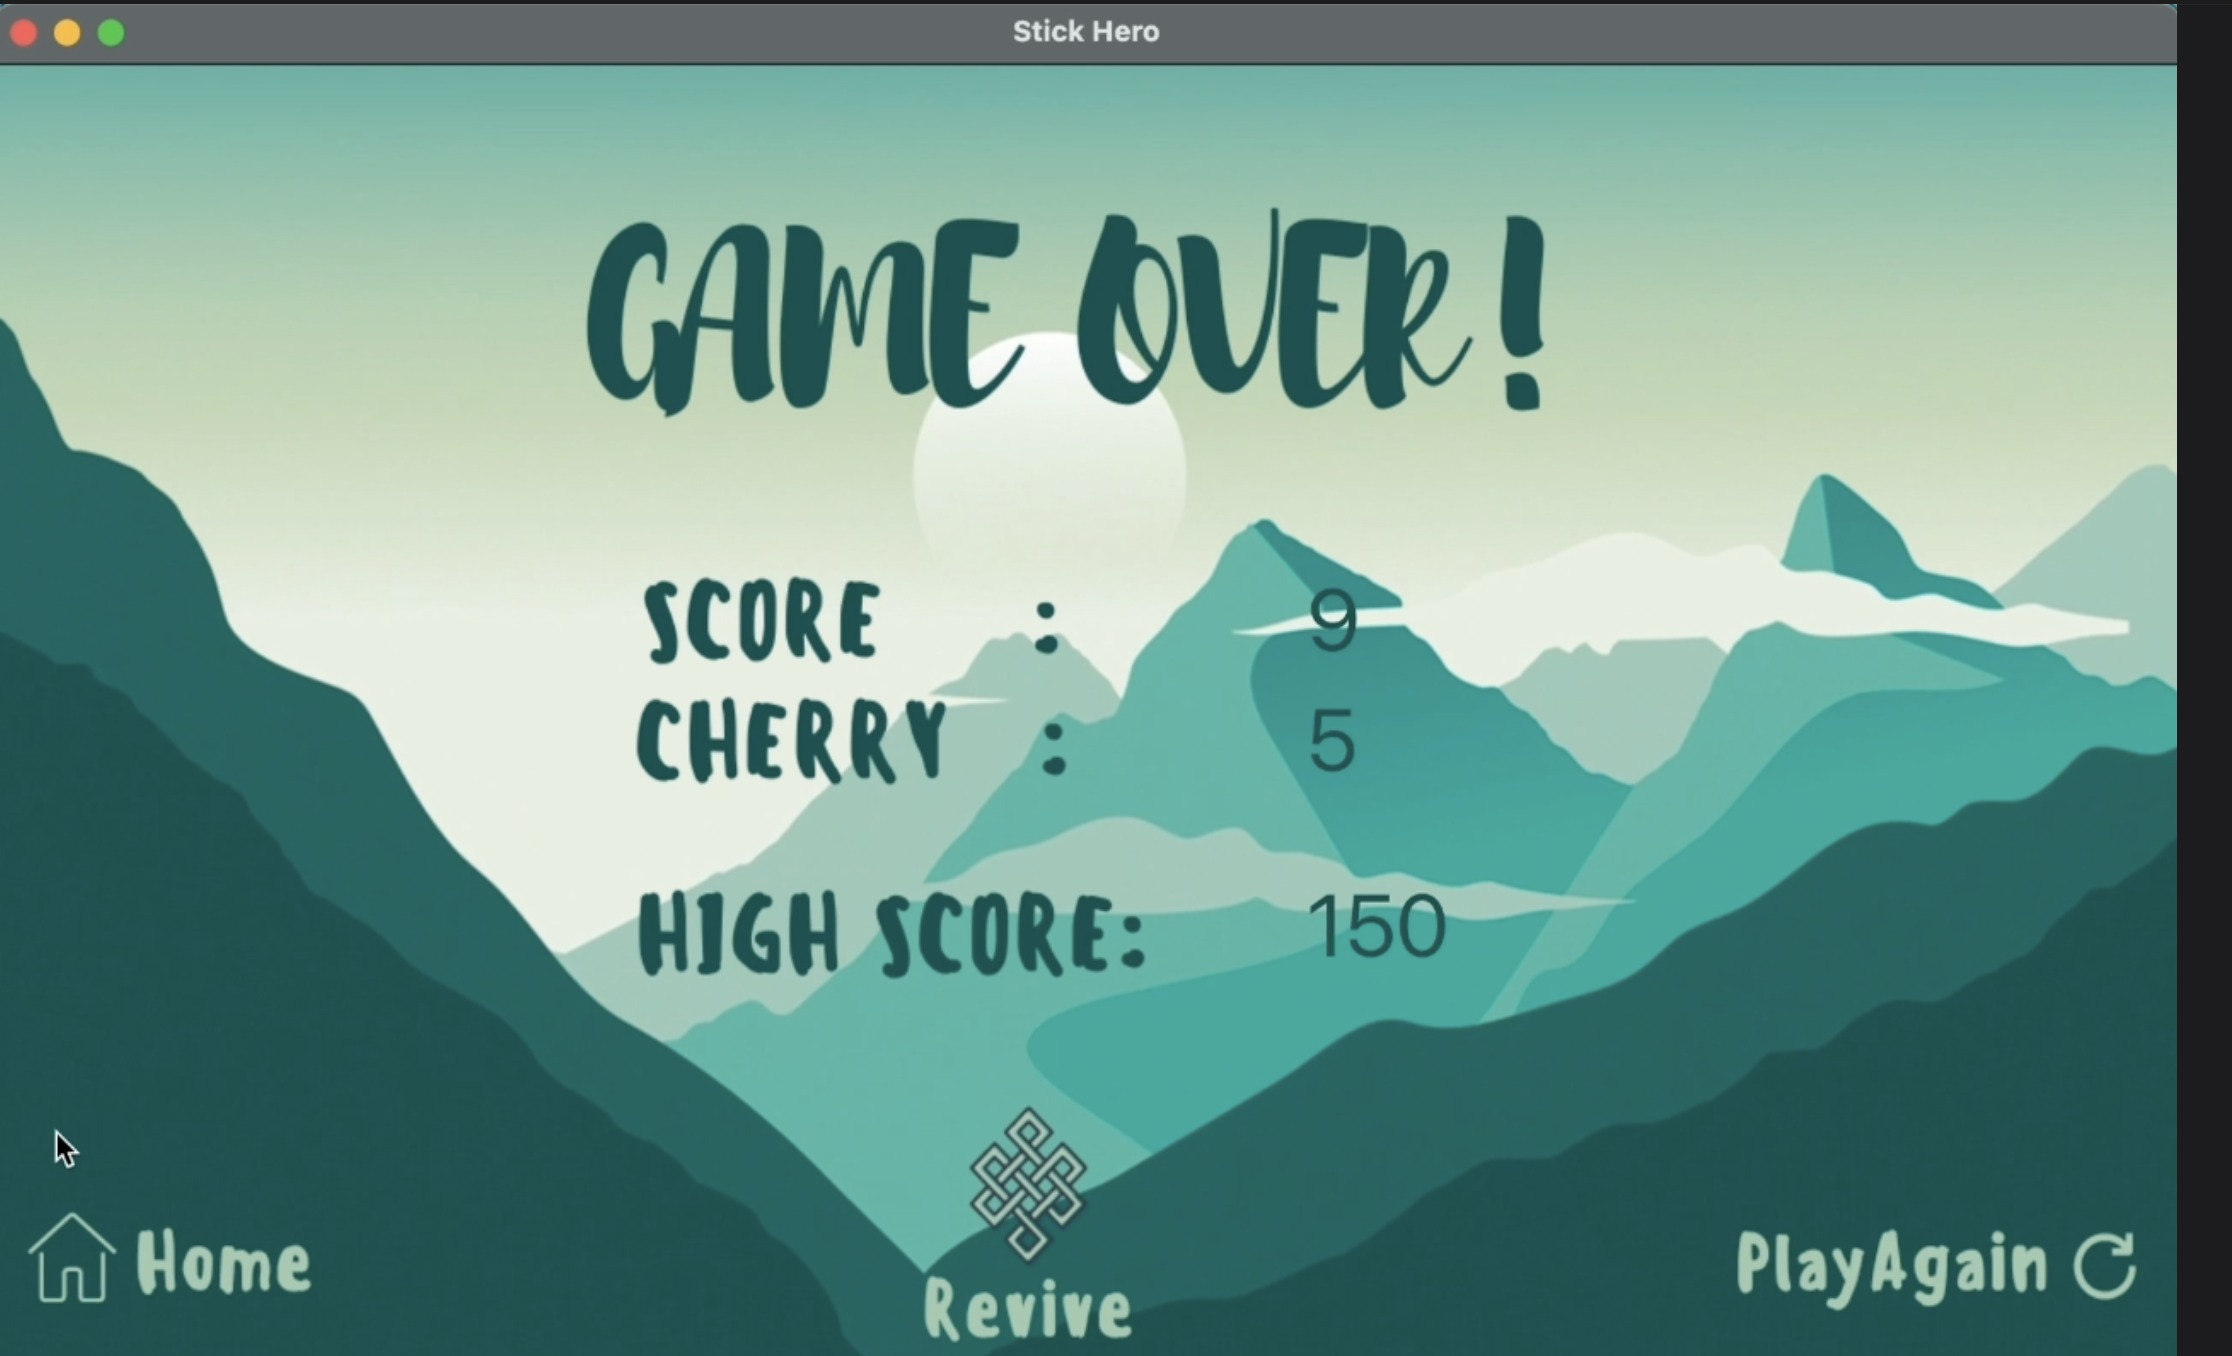 Stick Hero
GAME OVER!
SCORE : 9
CHERRY : 5
HIGH SCORE: 150
Home
Revive
PlayAgain